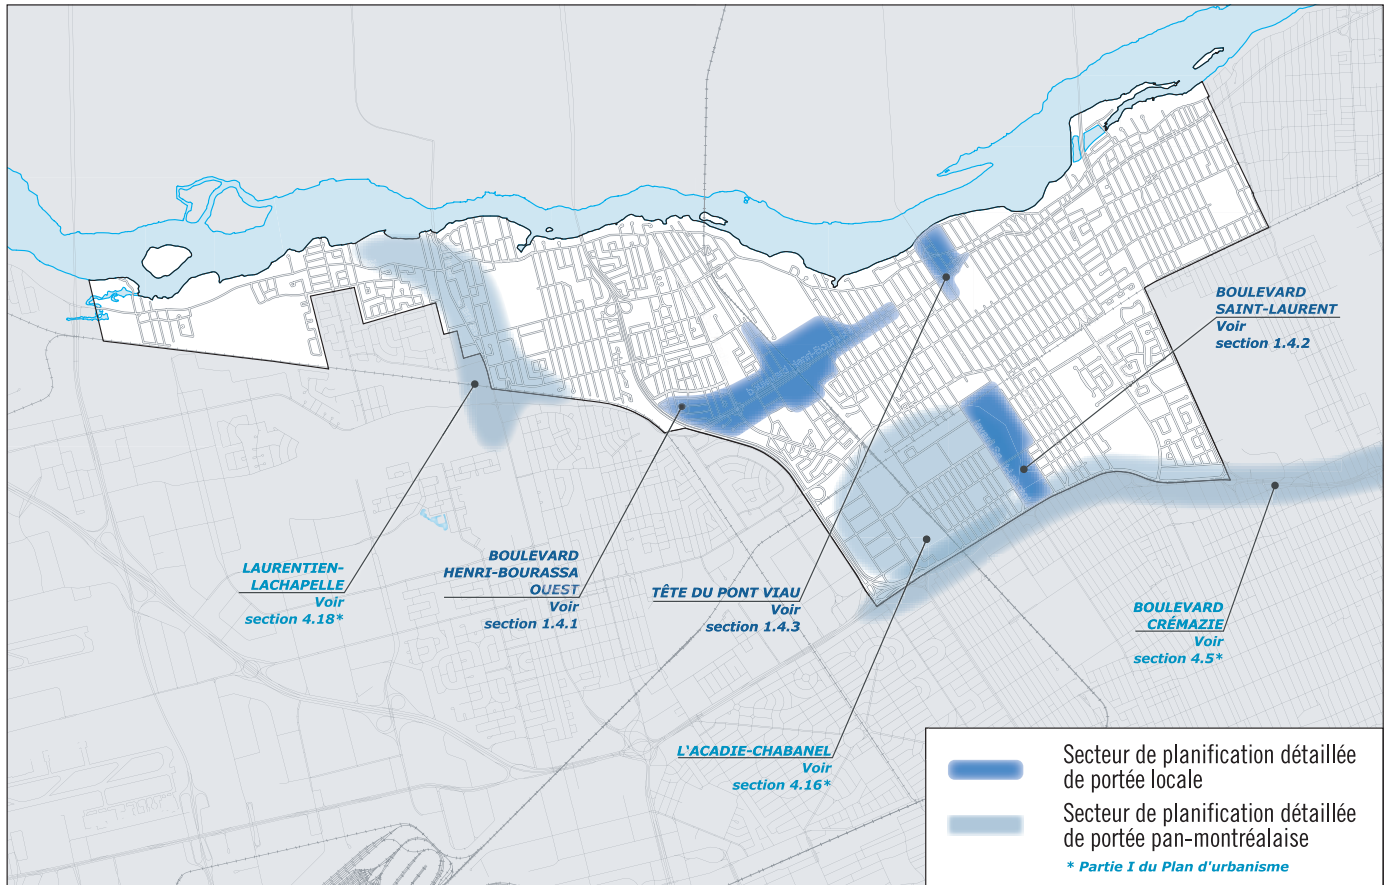 BOULEVARD
SAINT-LAURENT
Voir
section 1.4.2
boulevard Henri-Bourassa
LAURENTIEN-
LACHAPELLE
Voir
section 4.18*
BOULEVARD
HENRI-BOURASSA
OUEST
Voir
section 1.4.1
TÊTE DU PONT VIAU
Voir
section 1.4.3
BOULEVARD
CRÉMAZIE
Voir
section 4.5*
L'ACADIE-CHABANEL
Voir
section 4.16*
Secteur de planification détaillée
de portée locale
Secteur de planification détaillée
de portée pan-montréalaise
* Partie I du Plan d'urbanisme